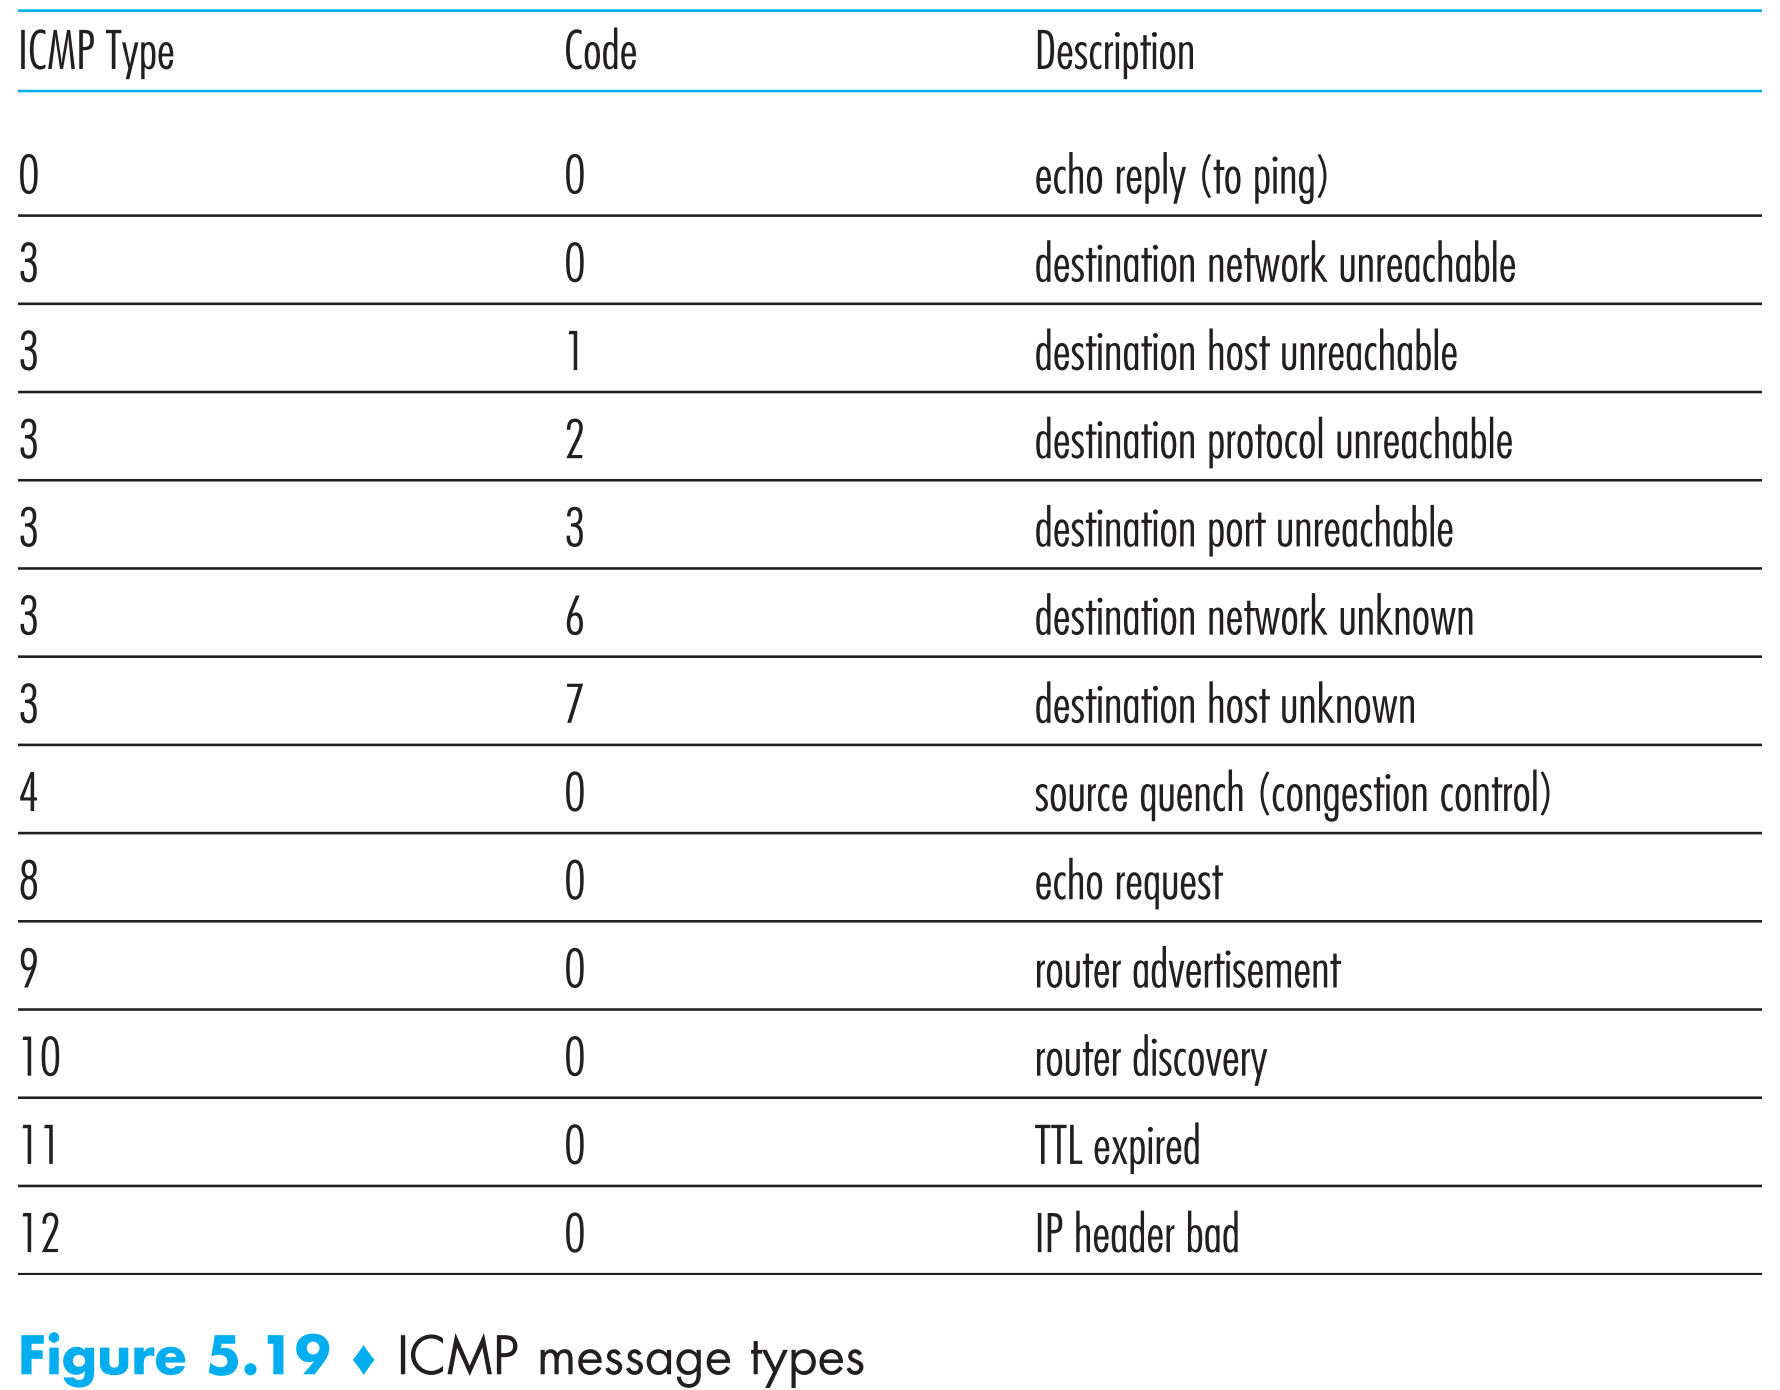 ICMP Type Code Description
0 0 echo reply (to ping)
3 0 destination network unreachable
3 1 destination host unreachable
3 2 destination protocol unreachable
3 3 destination port unreachable
3 6 destination network unknown
3 7 destination host unknown
4 0 source quench (congestion control)
8 0 echo request
9 0 router advertisement
10 0 router discovery
11 0 TTL expired
12 0 IP header bad
Figure 5.19 ♦ ICMP message types